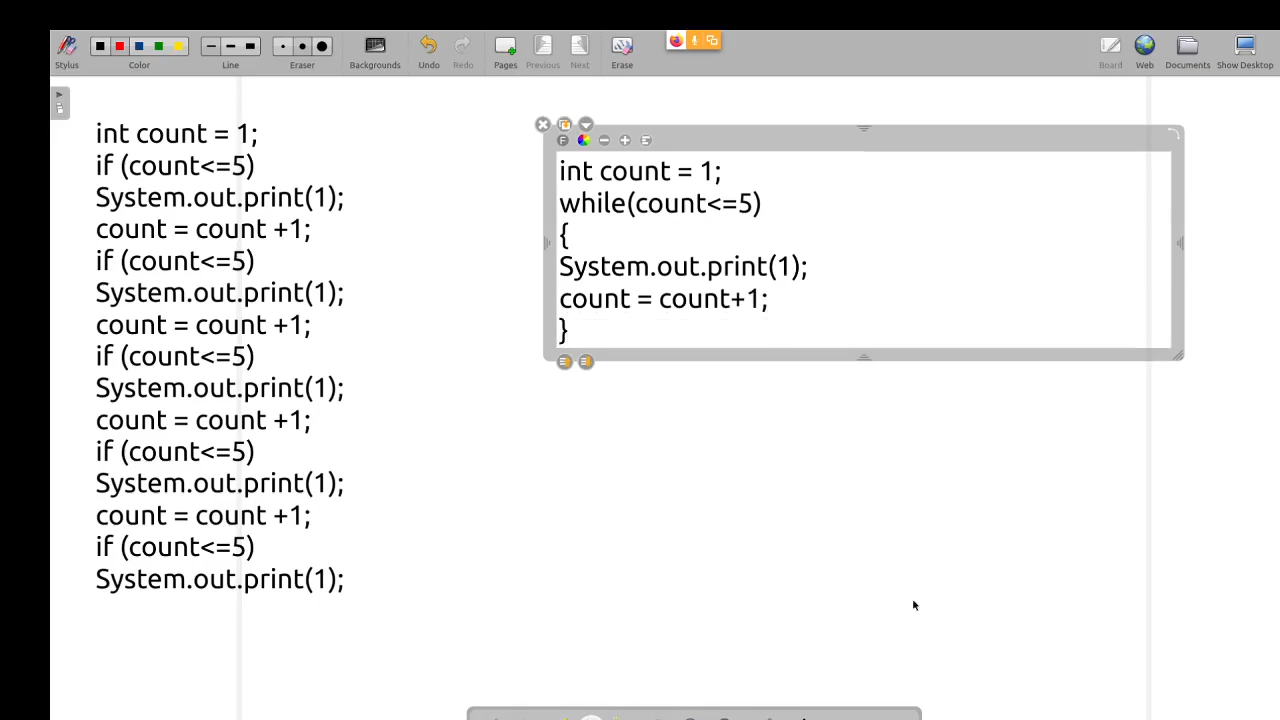 Stylus
Color
Line
Eraser
Backgrounds
Undo
Redo
Pages
Previous
Next
Erase
Board
Web
Documents
Show Desktop
int count = 1;
if (count<=5)
System.out.print(1);
count = count +1;
if (count<=5)
System.out.print(1);
count = count +1;
if (count<=5)
System.out.print(1);
count = count +1;
if (count<=5)
System.out.print(1);
count = count +1;
if (count<=5)
System.out.print(1);
F
int count = 1;
while(count<=5)
{
System.out.print(1);
count = count+1;
}